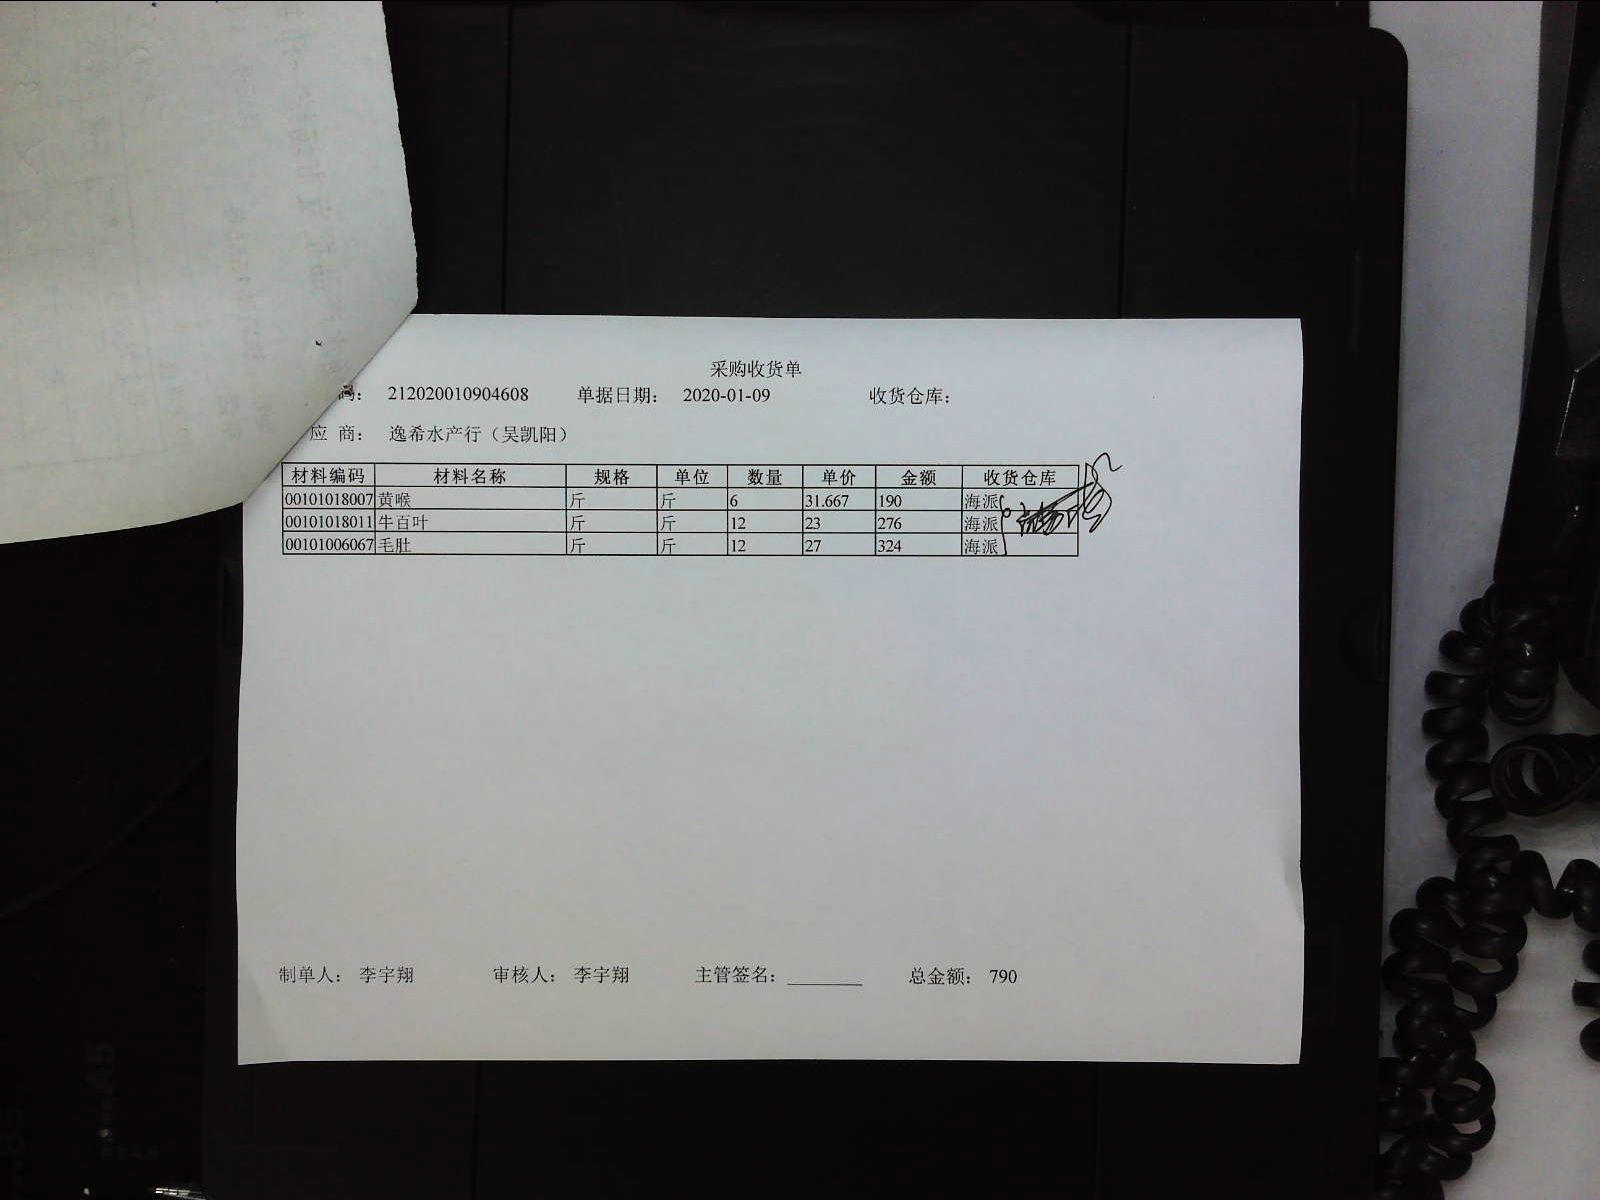 采购收货单
码： 212020010904608 单据日期： 2020-01-09 收货仓库：
应 商： 逸希水产行（吴凯阳）
材料编码 材料名称 规格 单位 数量 单价 金额 收货仓库
00101018007 黄喉 斤 斤 6 31.667 190 海派
00101018011 牛百叶 斤 斤 12 23 276 海派
00101006067 毛肚 斤 斤 12 27 324 海派
制单人： 李宇翔 审核人： 李宇翔 主管签名： ________ 总金额： 790